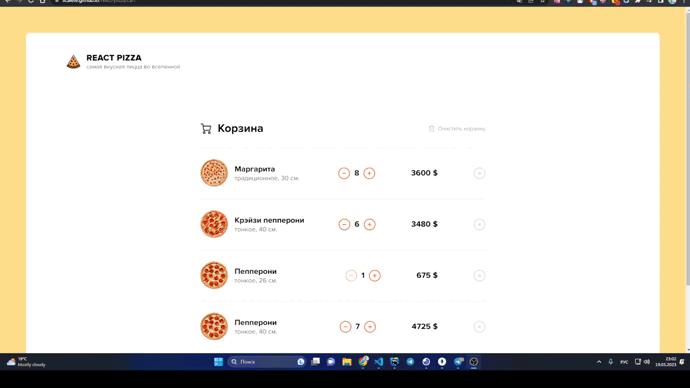 REACT PIZZA
самая вкусная пицца во вселенной
Корзина
Очистить корзину
Маргарита
традиционное, 30 см.
8
3600 $
Крэйзи пепперони
тонкое, 40 см.
6
3480 $
Пепперони
тонкое, 26 см.
1
675 $
Пепперони
тонкое, 40 см.
7
4725 $
19°C
Mostly cloudy
Поиск
РУС
23:02
19.05.2023